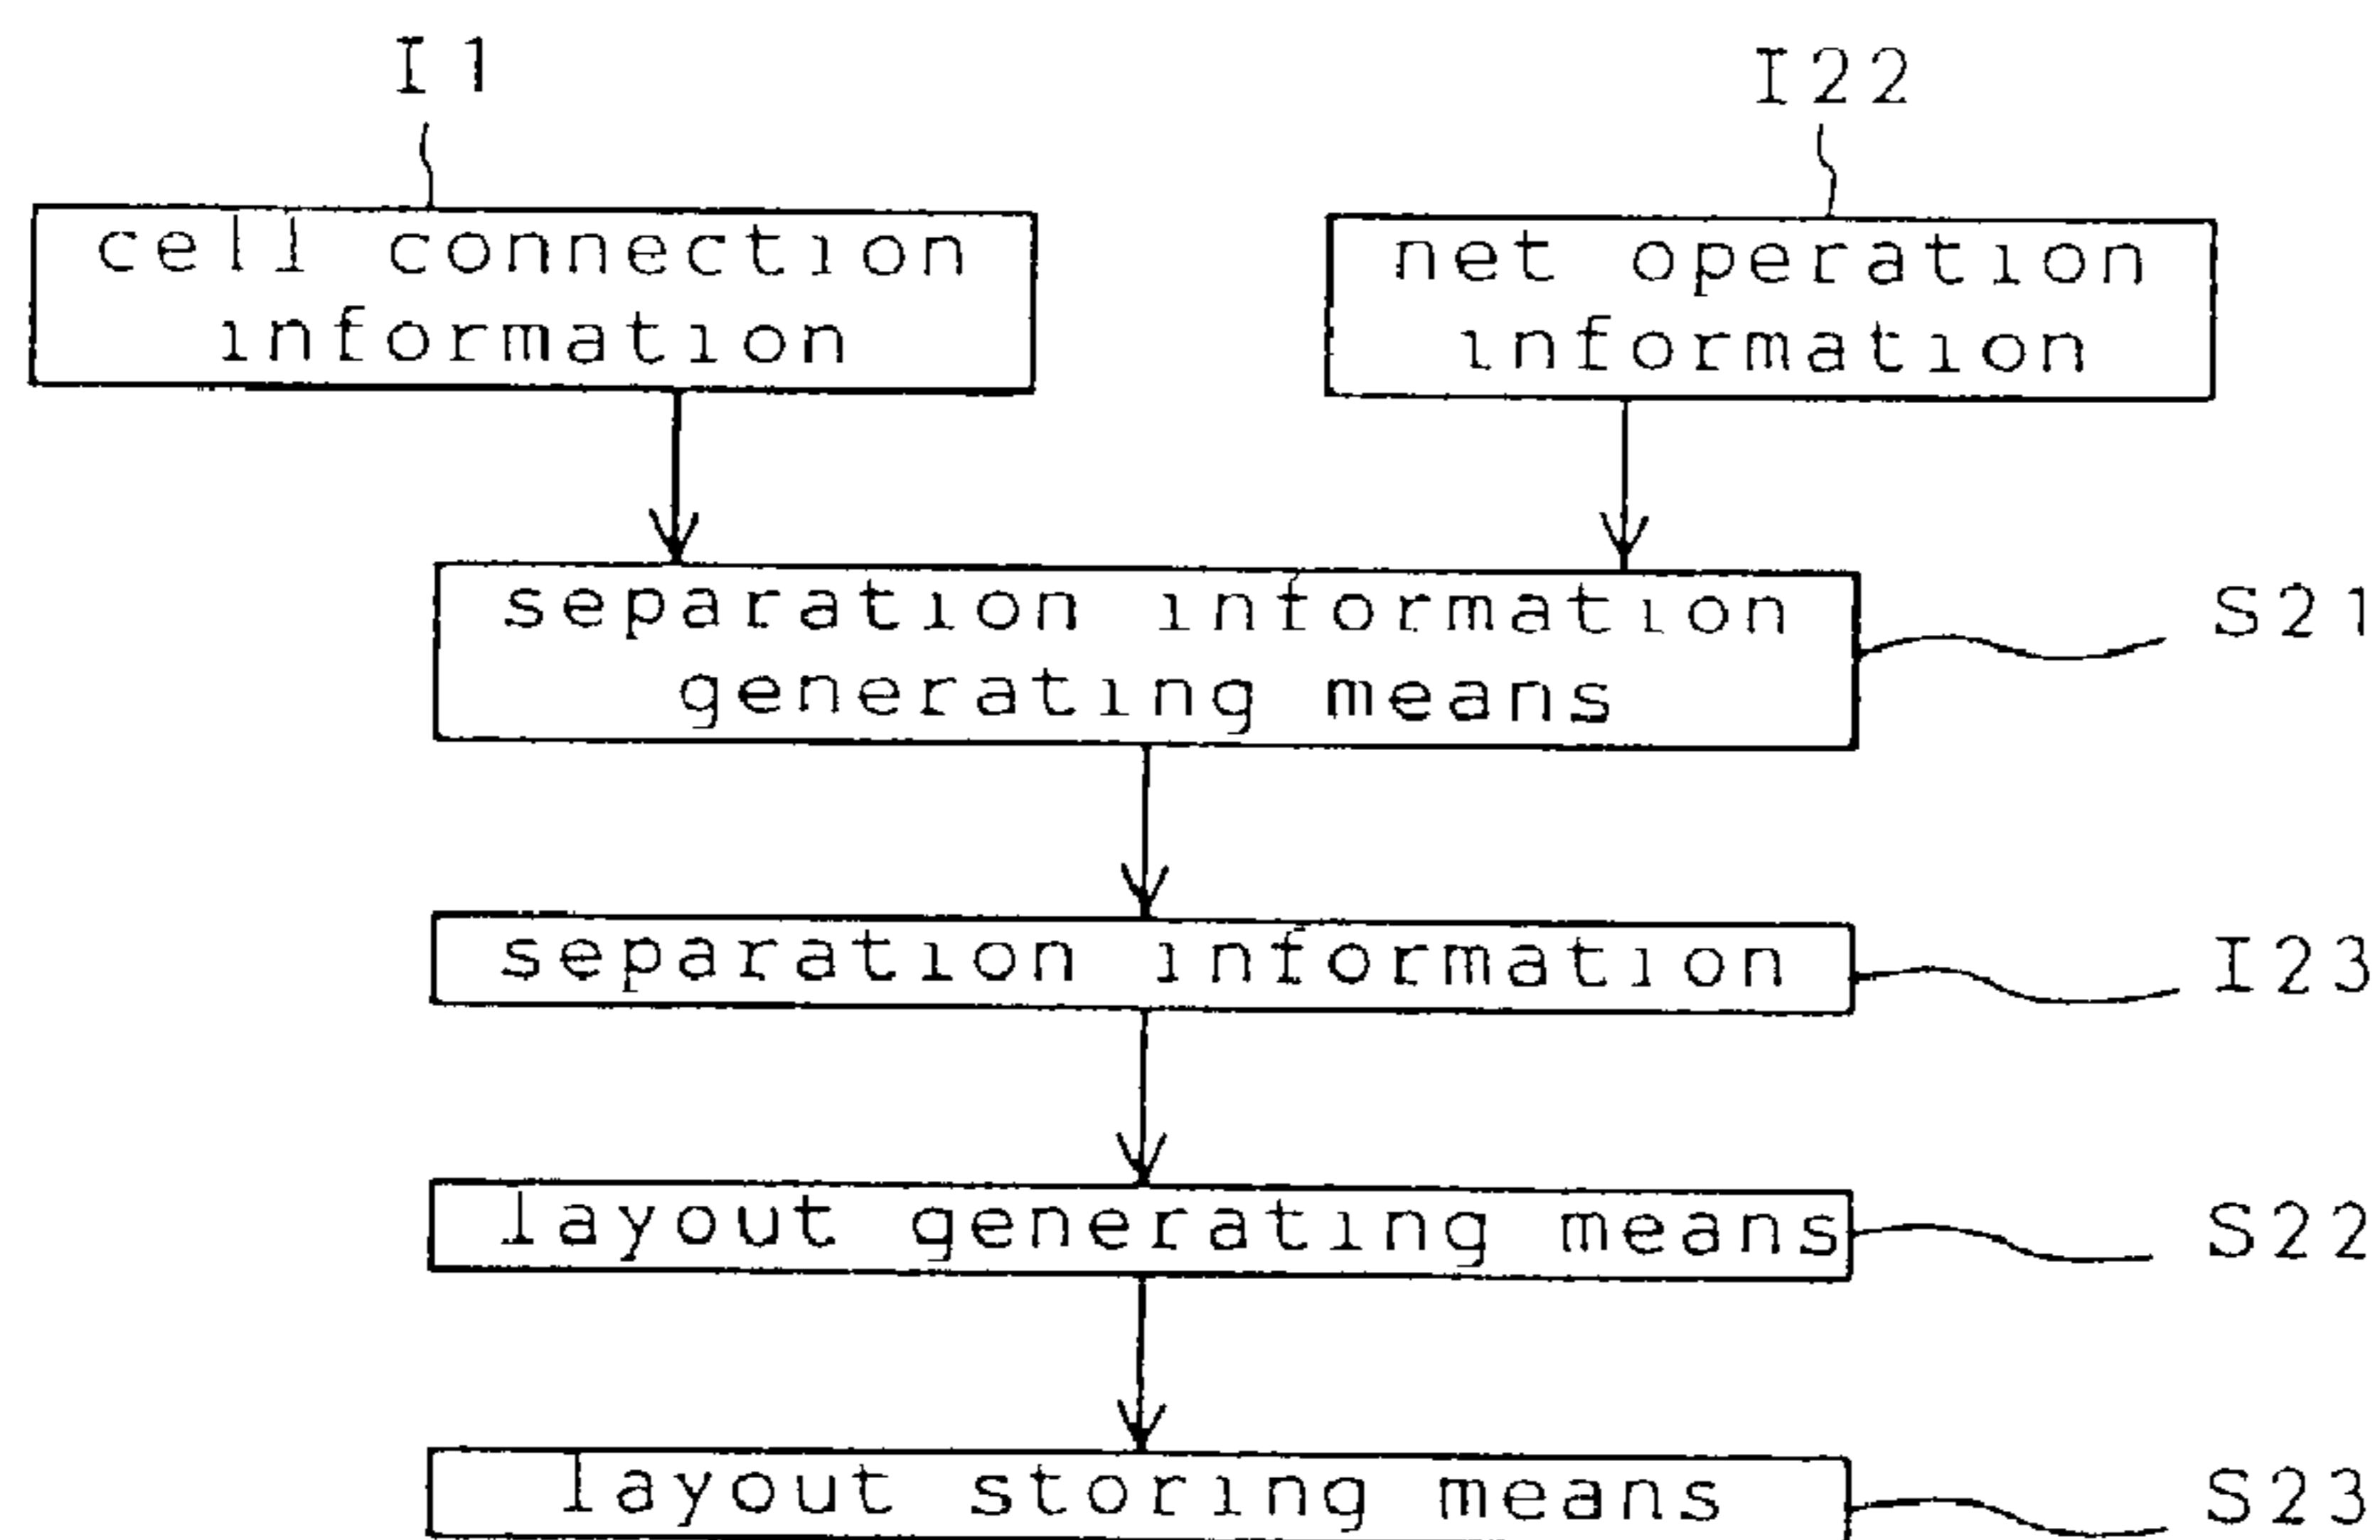 I1
I22
cell connection
information
net operation
information
separation information
generating means
S21
separation information
I23
layout generating means
S22
layout storing means
S23